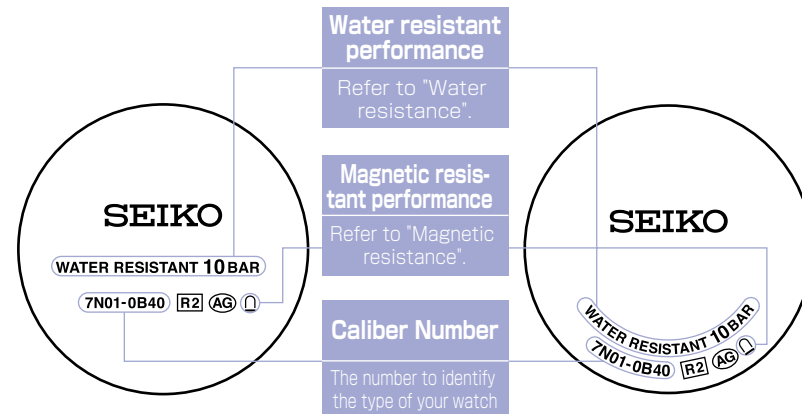 Water resistant
performance
Refer to "Water
resistance".
Magnetic resis-
tant performance
Refer to "Magnetic
resistance".
Caliber Number
The number to identify
the type of your watch
SEIKO
WATER RESISTANT 10 BAR
7N01-0B40 R2 AG
SEIKO
WATER RESISTANT 10 BAR
7N01-0B40 R2 AG